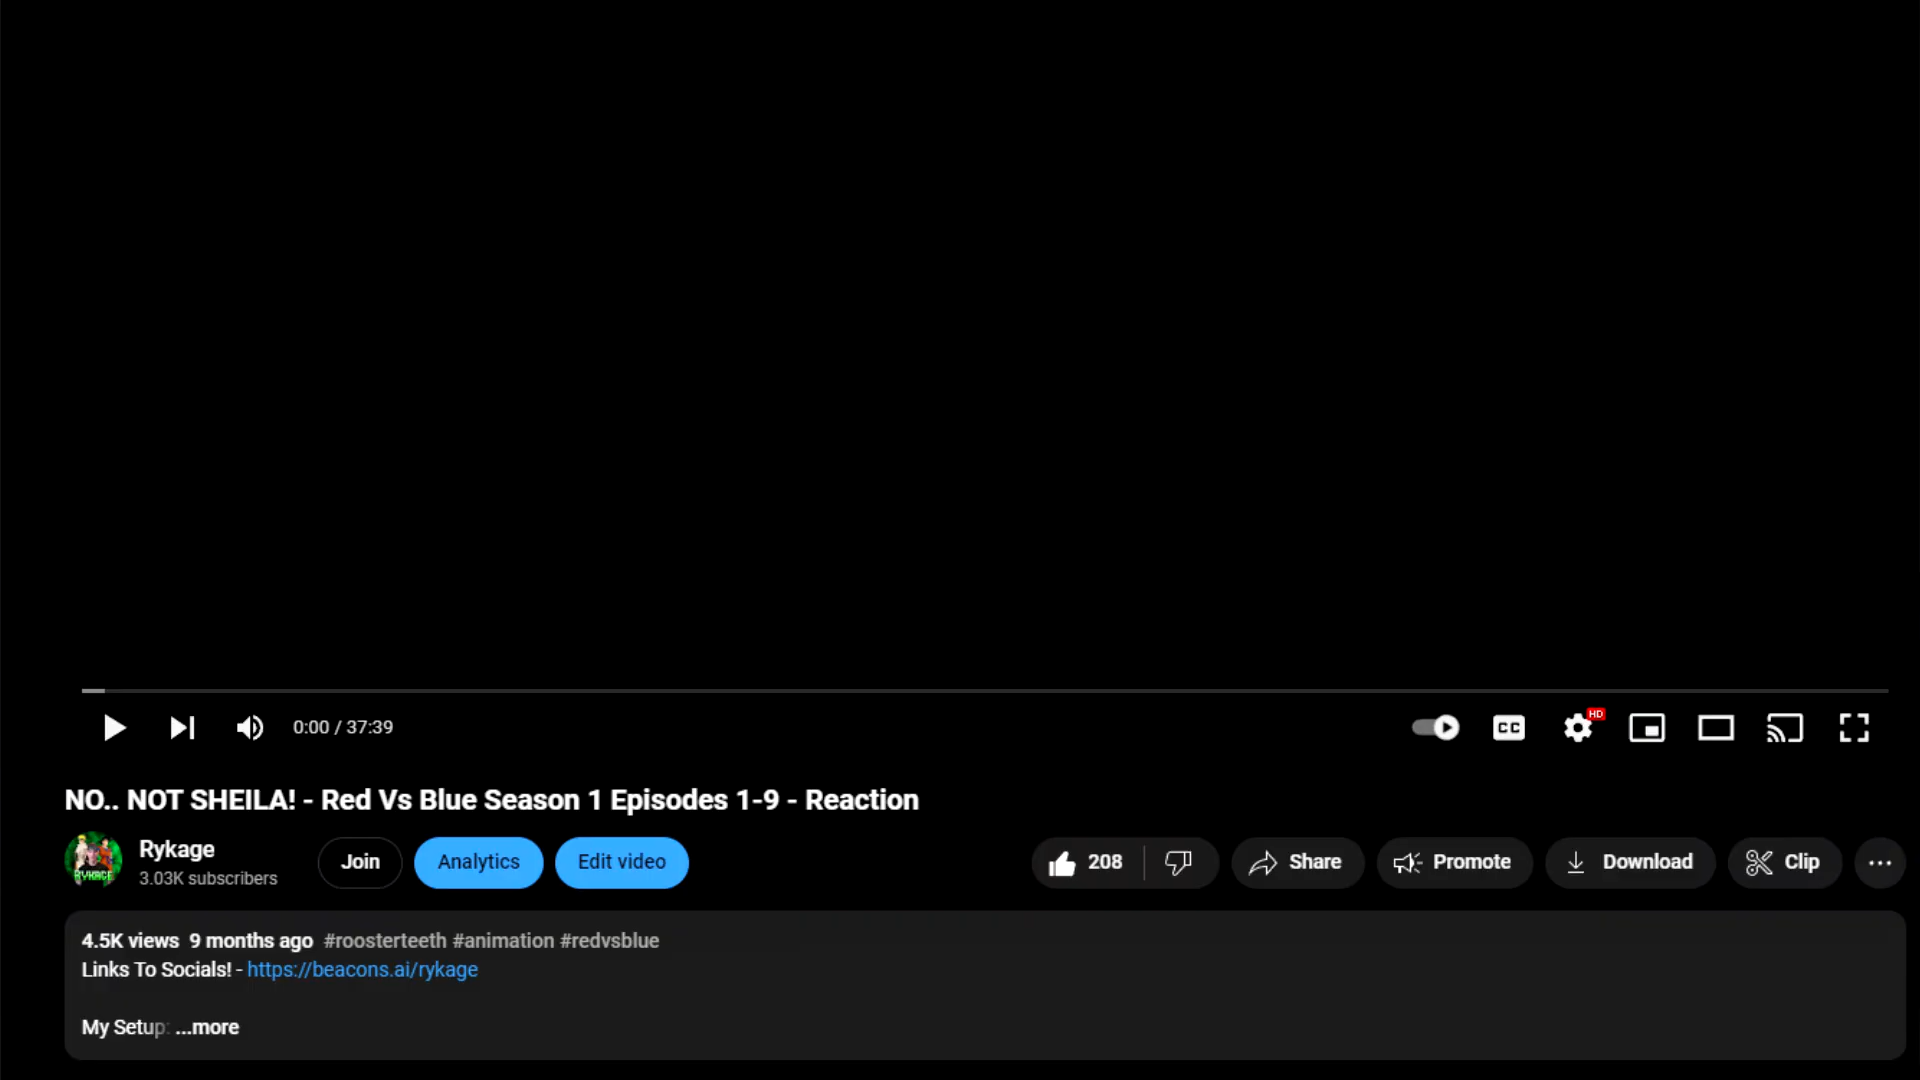 0:00 / 37:39
CC
HD
NO.. NOT SHEILA! - Red Vs Blue Season 1 Episodes 1-9 - Reaction
RYKAGE
Rykage
3.03K subscribers
Join
Analytics
Edit video
208
Share
Promote
Download
Clip
4.5K views 9 months ago #roosterteeth #animation #redvsblue
Links To Socials! - https://beacons.ai/rykage
My Setup: ...more